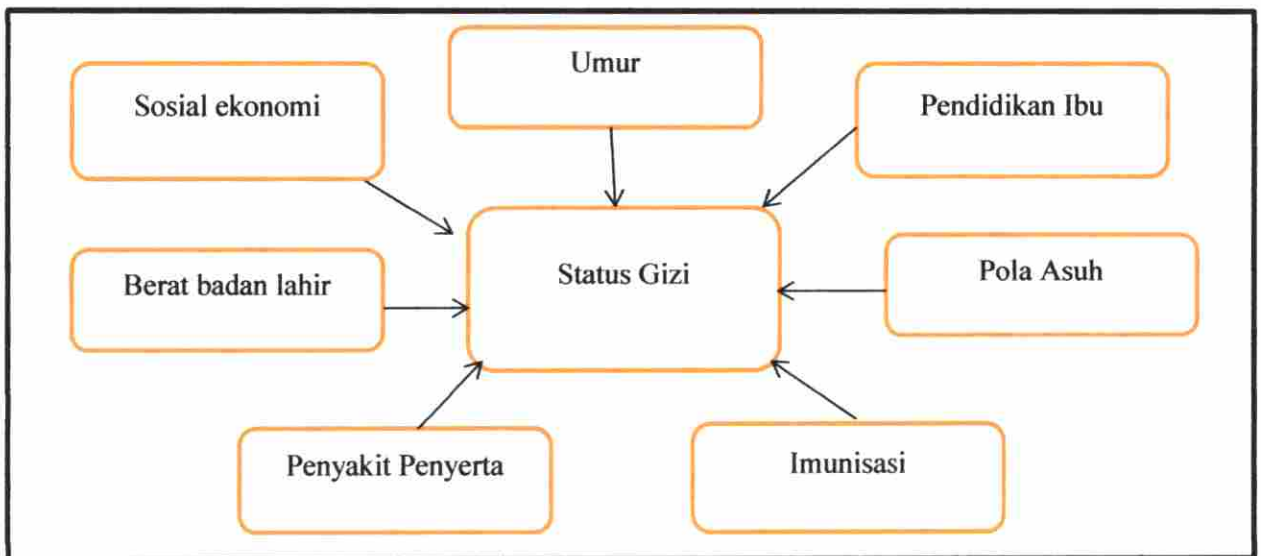 Umur
Sosial ekonomi
Pendidikan Ibu
Status Gizi
Berat badan lahir
Pola Asuh
Penyakit Penyerta
Imunisasi